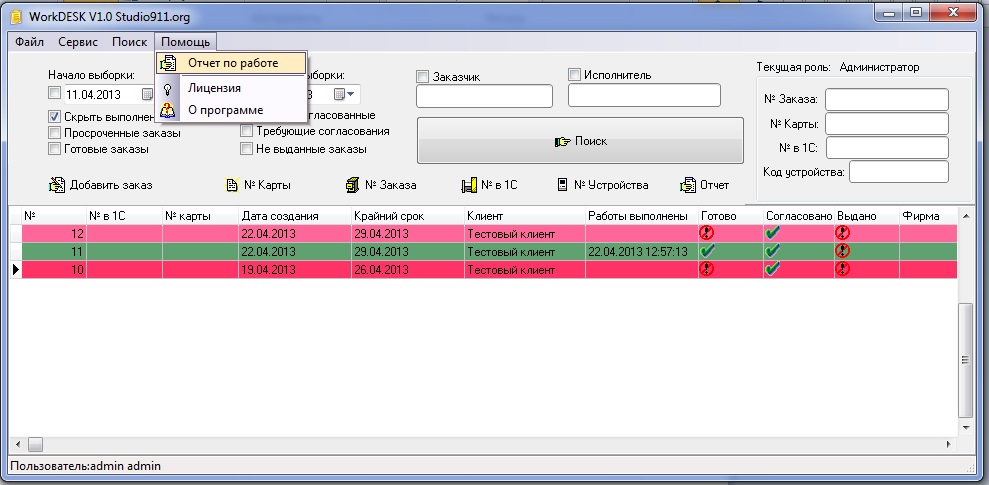 WorkDESK V1.0 Studio911.org
Файл Сервис Поиск Помощь
Отчет по работе
Лицензия
О программе
Текущая роль: Администратор
Начало выборки:
ыборки:
Заказчик
Исполнитель
11.04.2013
3
№ Заказа:
Скрыть выполнен
гласованные
№ Карты:
Просроченные заказы
Требующие согласования
Поиск
№ в 1С:
Готовые заказы
Не выданные заказы
Код устройства:
Добавить заказ № Карты № Заказа № в 1С № Устройства Отчет
№ № в 1С № карты Дата создания Крайний срок Клиент Работы выполнены Готово Согласовано Выдано Фирма
12 22.04.2013 29.04.2013 Тестовый клиент
11 22.04.2013 29.04.2013 Тестовый клиент 22.04.2013 12:57:13
10 19.04.2013 26.04.2013 Тестовый клиент
Пользователь:admin admin